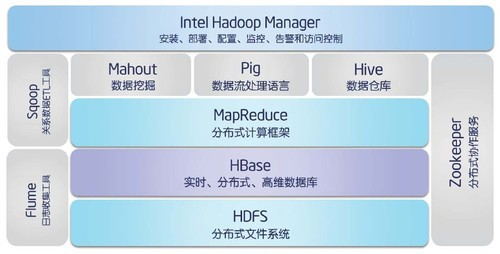 Intel Hadoop Manager
安装、部署、配置、监控、告警和访问控制
Sqoop
关系数据ETL工具
Mahout
数据挖掘
Pig
数据流处理语言
Hive
数据仓库
MapReduce
分布式计算框架
Zookeeper
分布式协作服务
Flume
日志收集工具
HBase
实时、分布式、高维数据库
HDFS
分布式文件系统